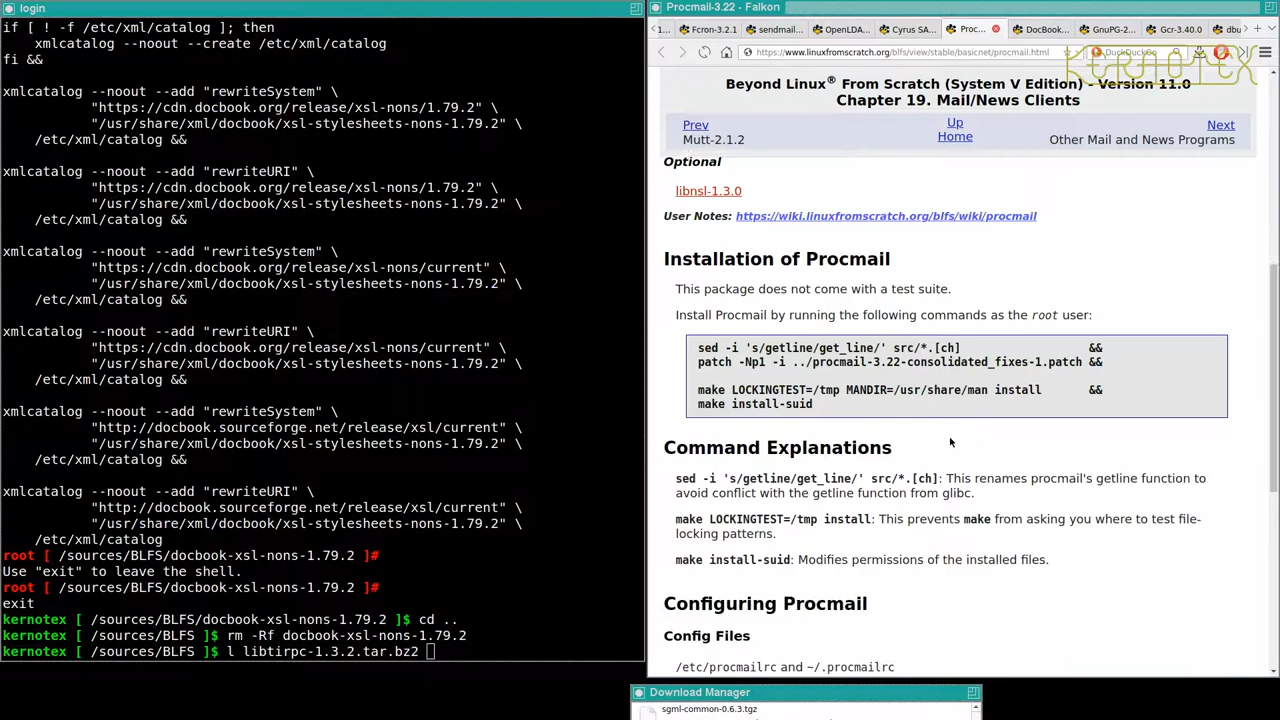 login
if [ ! -f /etc/xml/catalog ]; then
xmlcatalog --noout --create /etc/xml/catalog
fi &&
xmlcatalog --noout --add "rewriteSystem" \
"https://cdn.docbook.org/release/xsl-nons/1.79.2" \
"/usr/share/xml/docbook/xsl-stylesheets-nons-1.79.2" \
/etc/xml/catalog &&
xmlcatalog --noout --add "rewriteURI" \
"https://cdn.docbook.org/release/xsl-nons/1.79.2" \
"/usr/share/xml/docbook/xsl-stylesheets-nons-1.79.2" \
/etc/xml/catalog &&
xmlcatalog --noout --add "rewriteSystem" \
"https://cdn.docbook.org/release/xsl-nons/current" \
"/usr/share/xml/docbook/xsl-stylesheets-nons-1.79.2" \
/etc/xml/catalog &&
xmlcatalog --noout --add "rewriteURI" \
"https://cdn.docbook.org/release/xsl-nons/current" \
"/usr/share/xml/docbook/xsl-stylesheets-nons-1.79.2" \
/etc/xml/catalog &&
xmlcatalog --noout --add "rewriteSystem" \
"http://docbook.sourceforge.net/release/xsl/current" \
"/usr/share/xml/docbook/xsl-stylesheets-nons-1.79.2" \
/etc/xml/catalog &&
xmlcatalog --noout --add "rewriteURI" \
"http://docbook.sourceforge.net/release/xsl/current" \
"/usr/share/xml/docbook/xsl-stylesheets-nons-1.79.2" \
/etc/xml/catalog
root [ /sources/BLFS/docbook-xsl-nons-1.79.2 ]#
Use "exit" to leave the shell.
root [ /sources/BLFS/docbook-xsl-nons-1.79.2 ]#
exit
kernotex [ /sources/BLFS/docbook-xsl-nons-1.79.2 ]$ cd ..
kernotex [ /sources/BLFS ]$ rm -Rf docbook-xsl-nons-1.79.2
kernotex [ /sources/BLFS ]$ l libtirpc-1.3.2.tar.bz2
Procmail-3.22 - Falkon
1... Fcron-3.2.1 sendmail... OpenLDA... Cyrus SA... Proc... DocBook... GnuPG-2... Gcr-3.40.0 dbu
https://www.linuxfromscratch.org/blfs/view/stable/basicnet/procmail.html DuckDuckGo
KERNOTEX
Beyond Linux® From Scratch (System V Edition) - Version 11.0
Chapter 19. Mail/News Clients
Prev Up Next
Mutt-2.1.2 Home Other Mail and News Programs
Optional
libnsl-1.3.0
User Notes: https://wiki.linuxfromscratch.org/blfs/wiki/procmail
Installation of Procmail
This package does not come with a test suite.
Install Procmail by running the following commands as the root user:
sed -i 's/getline/get_line/' src/*.[ch] &&
patch -Np1 -i ../procmail-3.22-consolidated_fixes-1.patch &&
make LOCKINGTEST=/tmp MANDIR=/usr/share/man install &&
make install-suid
Command Explanations
sed -i 's/getline/get_line/' src/*.[ch]: This renames procmail's getline function to
avoid conflict with the getline function from glibc.
make LOCKINGTEST=/tmp install: This prevents make from asking you where to test file-
locking patterns.
make install-suid: Modifies permissions of the installed files.
Configuring Procmail
Config Files
/etc/procmailrc and ~/.procmailrc
Download Manager
sgml-common-0.6.3.tgz